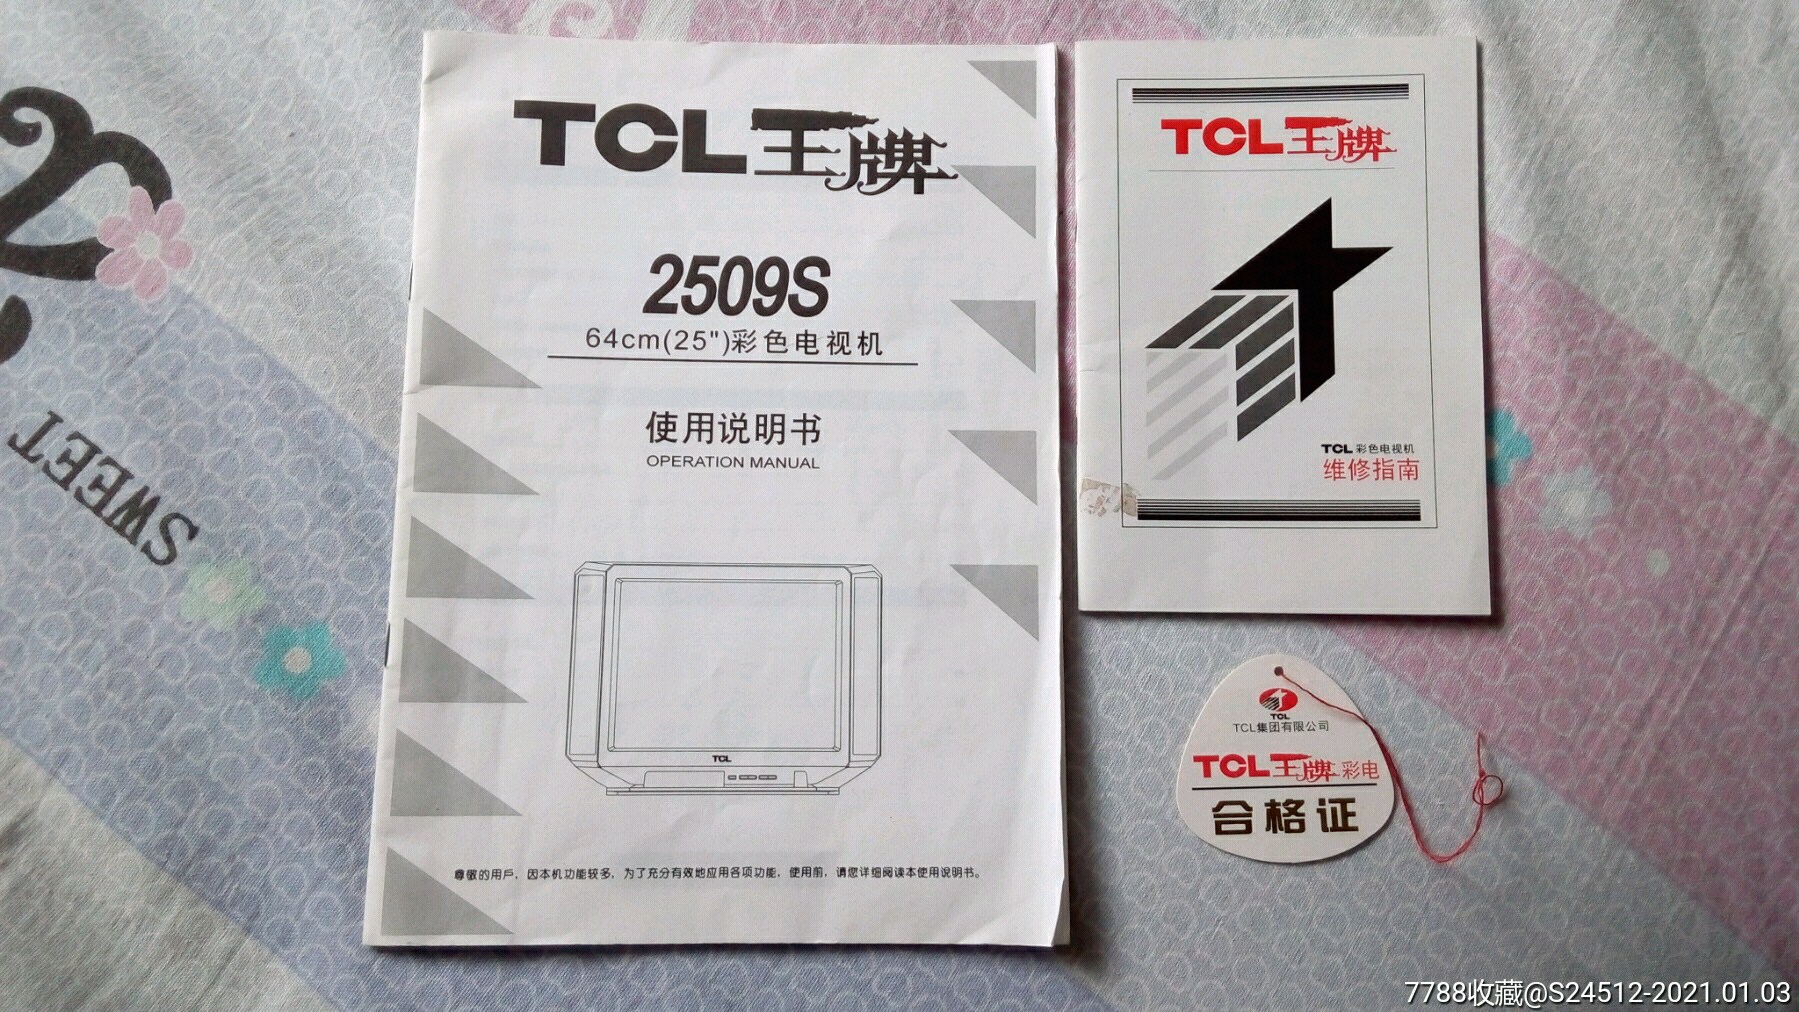 TCL王牌
2509S
64cm(25")彩色电视机
使用说明书
OPERATION MANUAL
TCL
尊敬的用户,因本机功能较多,为了充分有效地应用各项功能,使用前,请您详细阅读本使用说明书。
TCL王牌
TCL 彩色电视机
维修指南
TCL
TCL集团有限公司
TCL王牌彩电
合格证
SWEET
7788收藏@S24512-2021.01.03